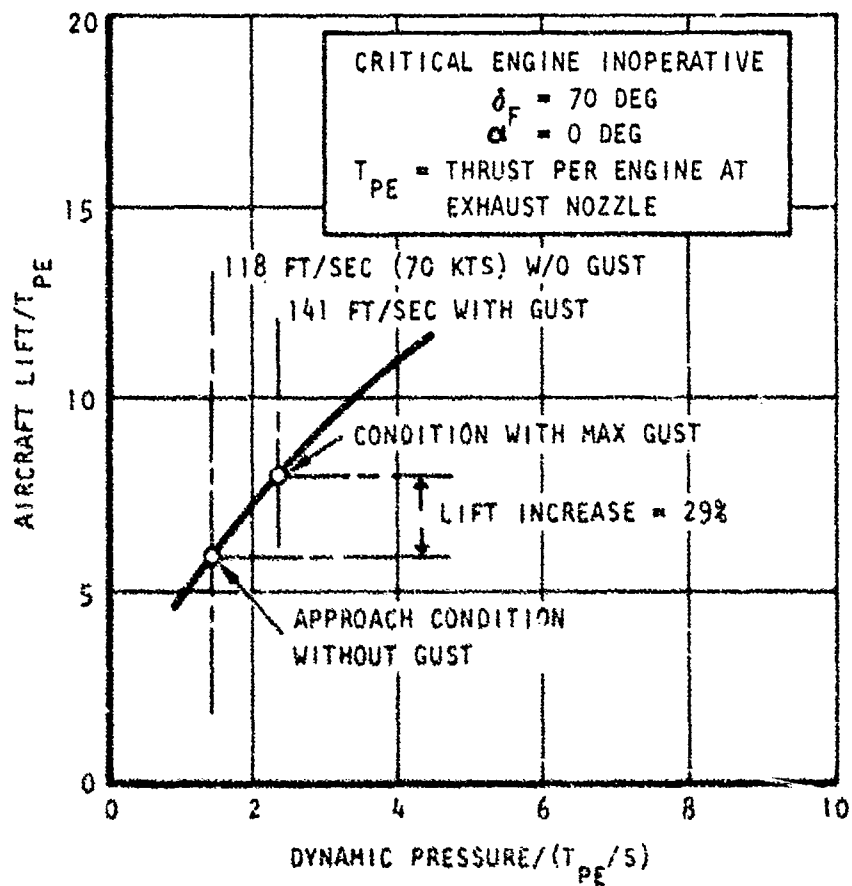 20
CRITICAL ENGINE INOPERATIVE
δF = 70 DEG
α = 0 DEG
TPE = THRUST PER ENGINE AT
EXHAUST NOZZLE
15
118 FT/SEC (70 KTS) W/O GUST
141 FT/SEC WITH GUST
AIRCRAFT LIFT/TPE
10
CONDITION WITH MAX GUST
LIFT INCREASE = 29%
5
APPROACH CONDITION
WITHOUT GUST
0
0 2 4 6 8 10
DYNAMIC PRESSURE/(TPE/S)